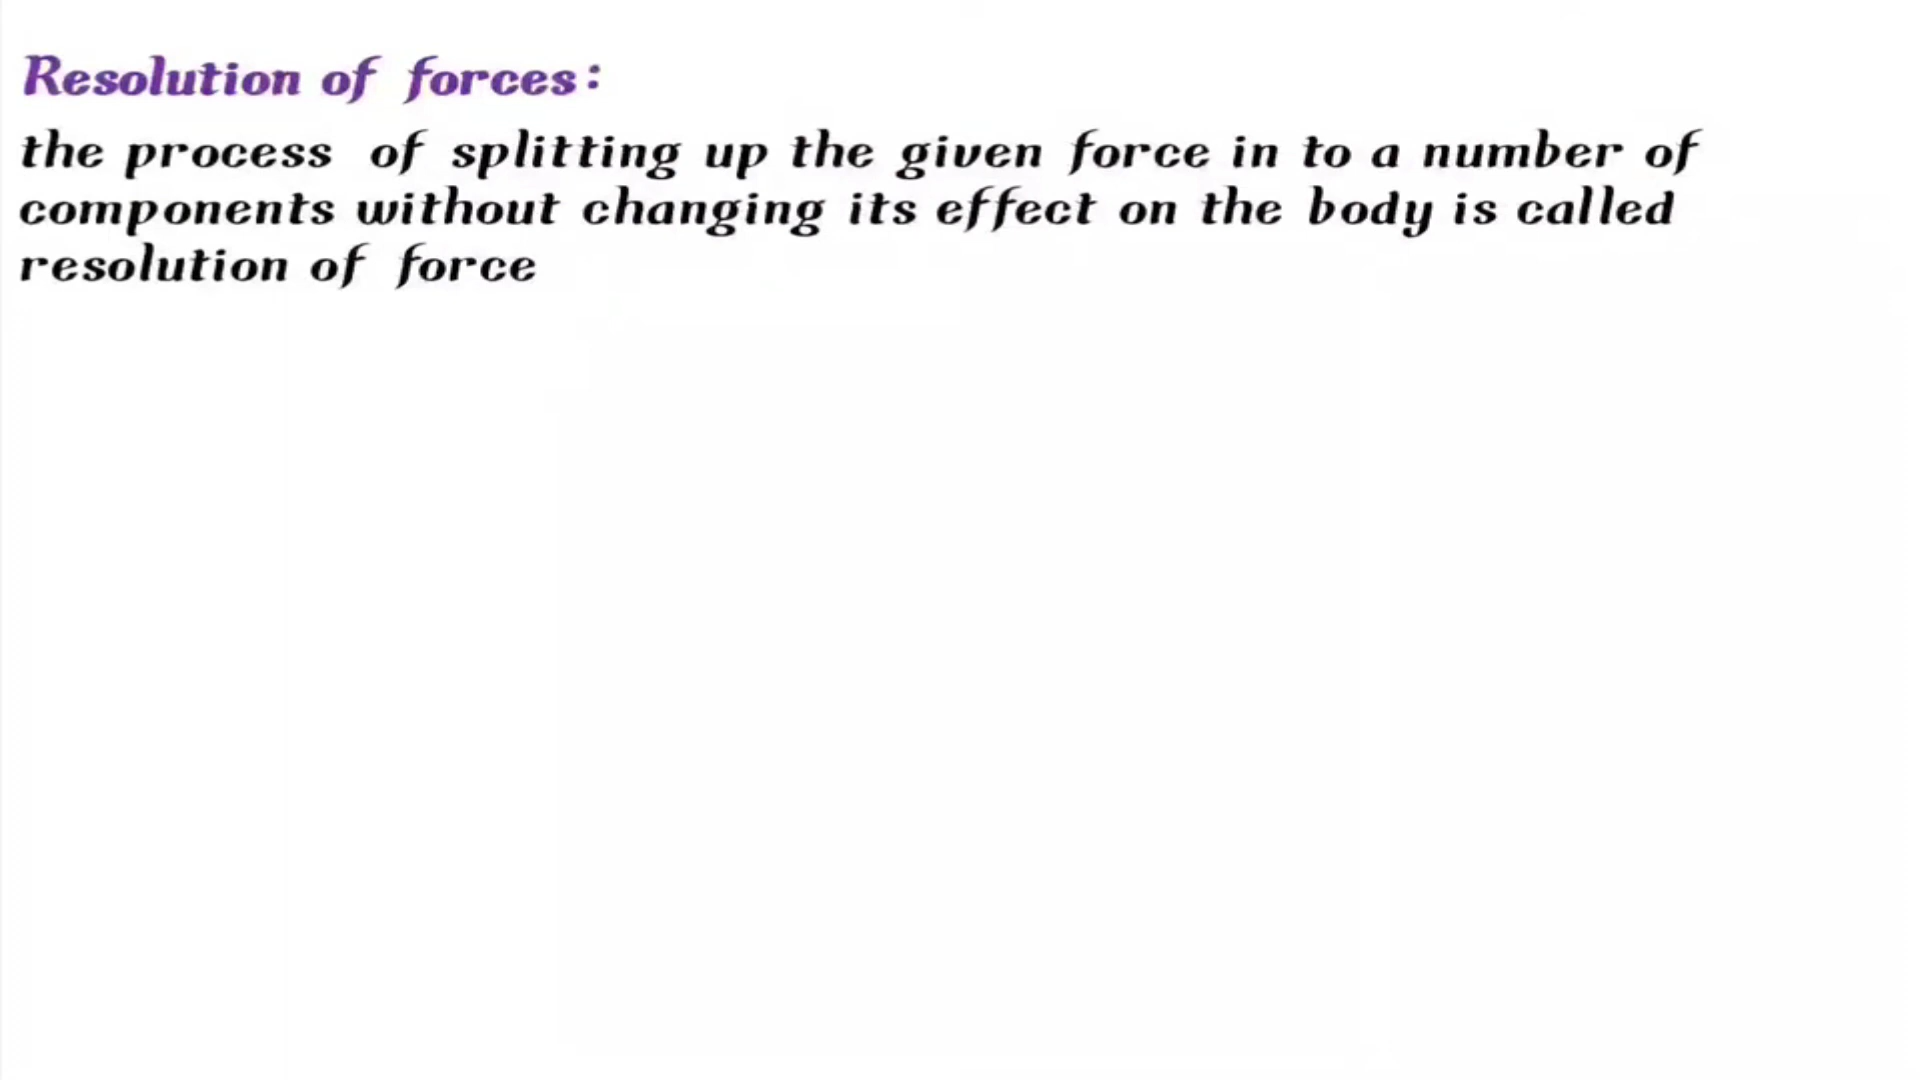 Resolution of forces:
the process of splitting up the given force in to a number of
components without changing its effect on the body is called
resolution of force